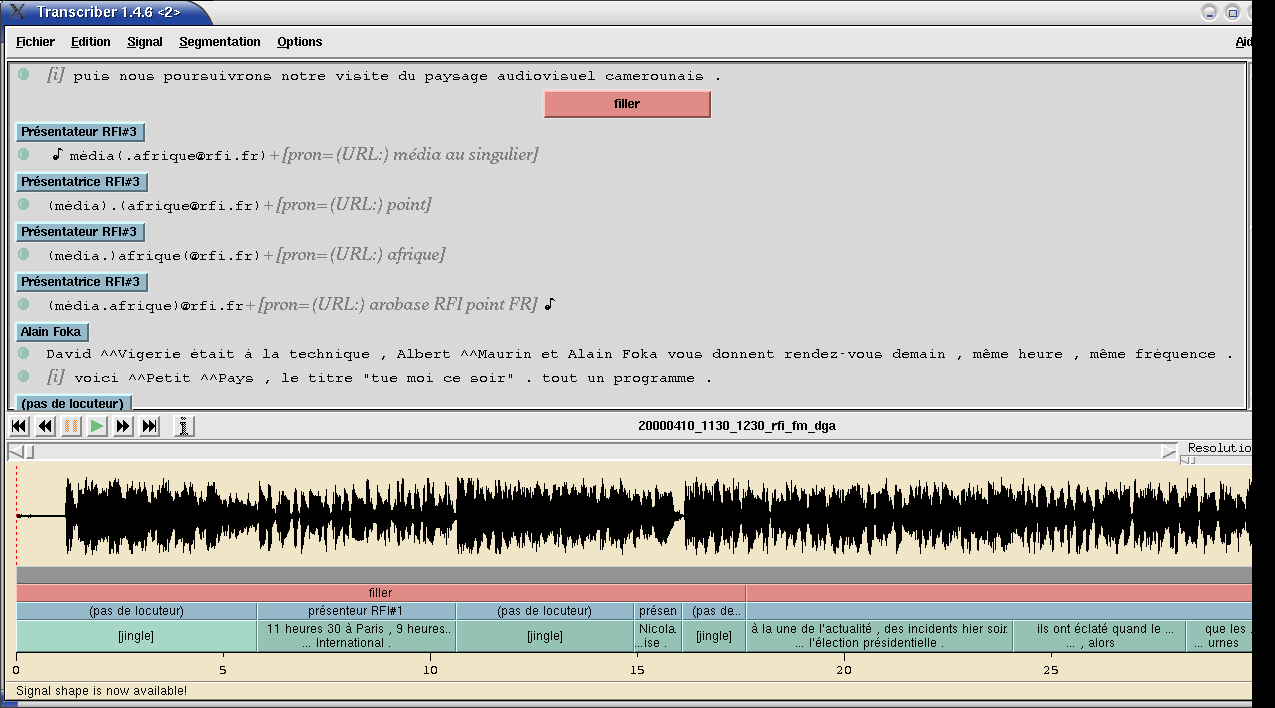 Transcriber 1.4.6 <2>
Fichier Edition Signal Segmentation Options
[i] puis nous poursuivrons notre visite du paysage audiovisuel camerounais .
filler
Présentateur RFI#3
♪ média(.afrique@rfi.fr)+[pron=(URL:) média au singulier]
Présentatrice RFI#3
(média).(afrique@rfi.fr)+[pron=(URL:) point]
Présentateur RFI#3
(média.)afrique(@rfi.fr)+[pron=(URL:) afrique]
Présentatrice RFI#3
(média.afrique)@rfi.fr+[pron=(URL:) arobase RFI point FR] ♪
Alain Foka
David ^^Vigerie était à la technique , Albert ^^Maurin et Alain Foka vous donnent rendez-vous demain , même heure , même fréquence .
[i] voici ^^Petit ^^Pays , le titre "tue moi ce soir" . tout un programme .
(pas de locuteur)
20000410_1130_1230_rfi_fm_dga
Resolutio
filler
(pas de locuteur) présenteur RFI#1 (pas de locuteur) présen (pas de...
[jingle] 11 heures 30 à Paris , 9 heures.. [jingle] Nicola. [jingle] à la une de l'actualité , des incidents hier soir ils ont éclaté quand le ... que les .
... International . ...ise . ... l'élection présidentielle . ... , alors ... urnes
0 5 10 15 20 25
Signal shape is now available!